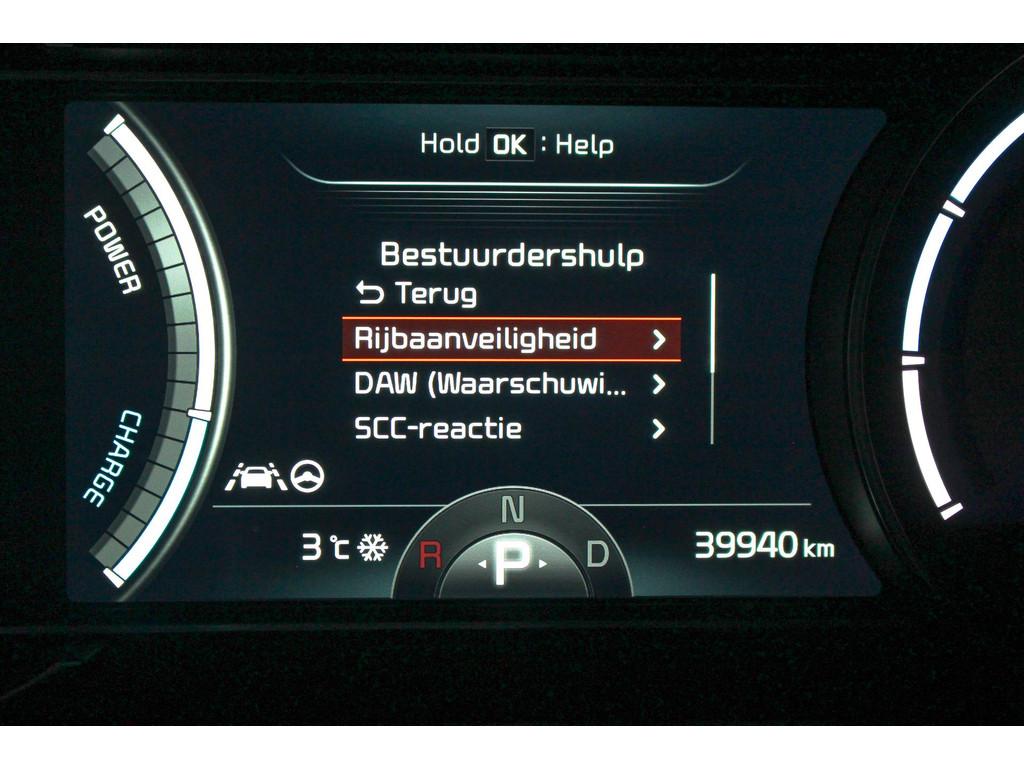 Hold OK : Help
POWER
Bestuurdershulp
Terug
Rijbaanveiligheid
DAW (Waarschuwi...
SCC-reactie
CHARGE
N
3 °C
R
P
D
39940 km